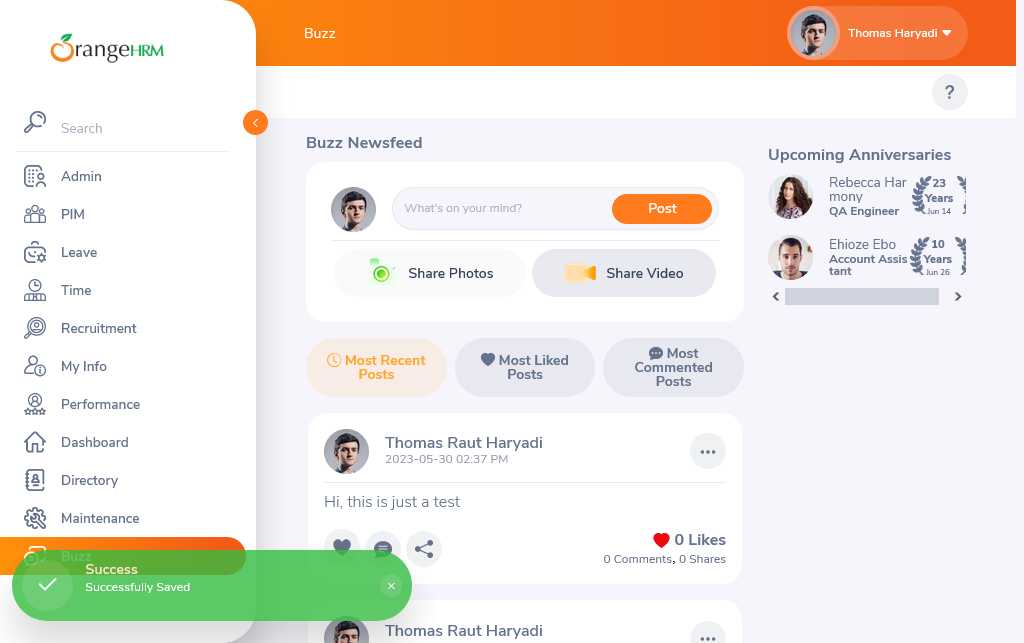 OrangeHRM
Search
Admin
PIM
Leave
Time
Recruitment
My Info
Performance
Dashboard
Directory
Maintenance
Buzz
Success
Successfully Saved
Buzz
Thomas Haryadi
?
Buzz Newsfeed
What's on your mind?
Post
Share Photos
Share Video
Most Recent
Posts
Most Liked
Posts
Most
Commented
Posts
Thomas Raut Haryadi
2023-05-30 02:37 PM
Hi, this is just a test
0 Likes
0 Comments, 0 Shares
Thomas Raut Haryadi
Upcoming Anniversaries
Rebecca Har
mony
QA Engineer
23
Years
Jun 14
Ehioze Ebo
Account Assis
tant
10
Years
Jun 26